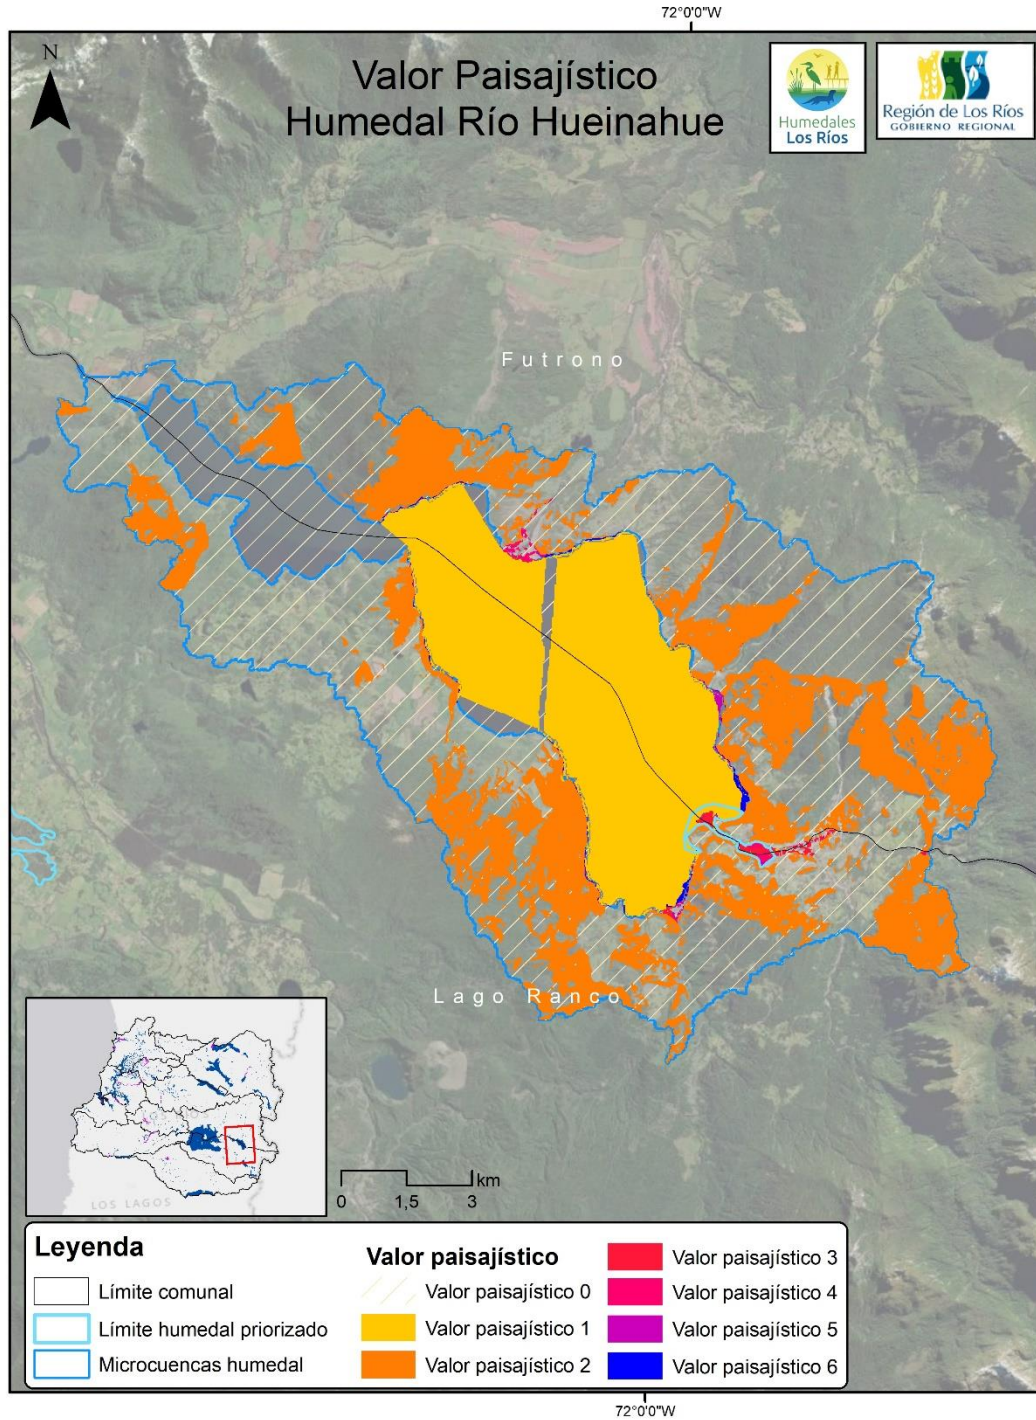 72°0'0"W
N
Valor Paisajístico
Humedal Río Hueinahue
Humedales
Los Ríos
Región de Los Ríos
GOBIERNO REGIONAL
Futrono
Lago Ranco
LOS LAGOS
km
0 1,5 3
Leyenda
Límite comunal
Límite humedal priorizado
Microcuencas humedal
Valor paisajístico
Valor paisajístico 0
Valor paisajístico 1
Valor paisajístico 2
Valor paisajístico 3
Valor paisajístico 4
Valor paisajístico 5
Valor paisajístico 6
72°0'0"W